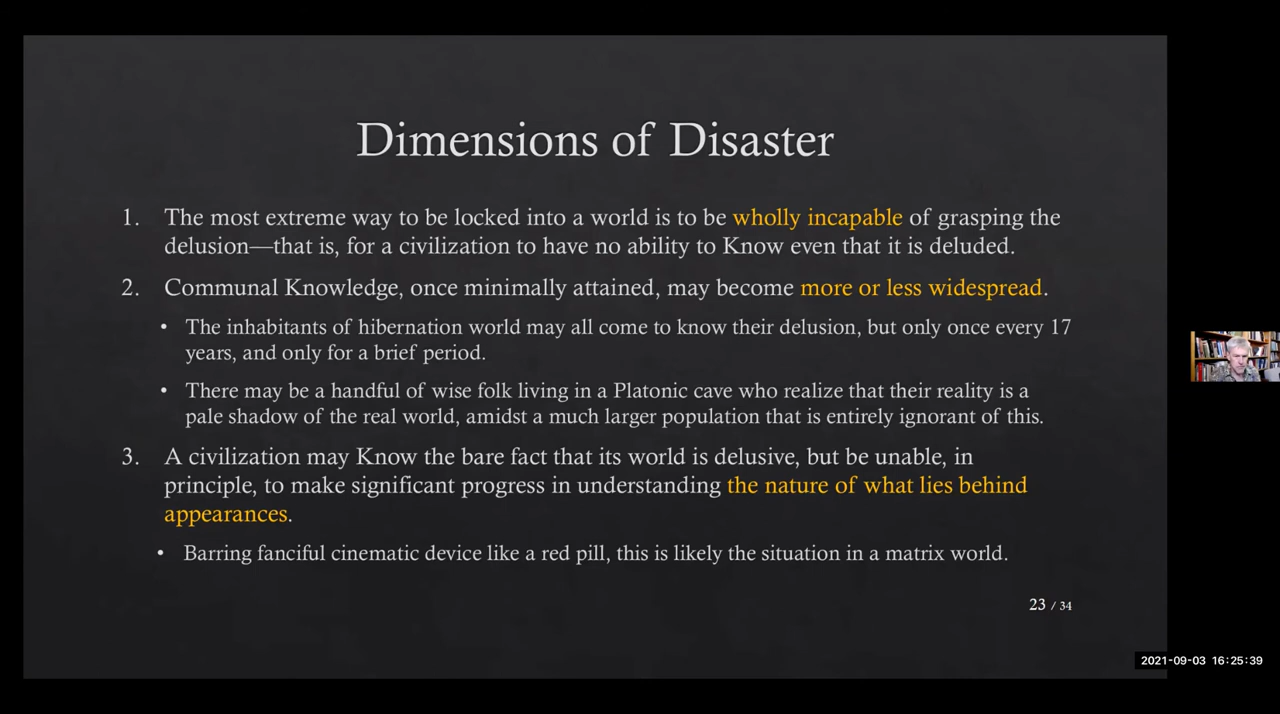 Dimensions of Disaster
1. The most extreme way to be locked into a world is to be wholly incapable of grasping the
delusion—that is, for a civilization to have no ability to Know even that it is deluded.
2. Communal Knowledge, once minimally attained, may become more or less widespread.
• The inhabitants of hibernation world may all come to know their delusion, but only once every 17
years, and only for a brief period.
• There may be a handful of wise folk living in a Platonic cave who realize that their reality is a
pale shadow of the real world, amidst a much larger population that is entirely ignorant of this.
3. A civilization may Know the bare fact that its world is delusive, but be unable, in
principle, to make significant progress in understanding the nature of what lies behind
appearances.
• Barring fanciful cinematic device like a red pill, this is likely the situation in a matrix world.
23 / 34
2021-09-03 16:25:39